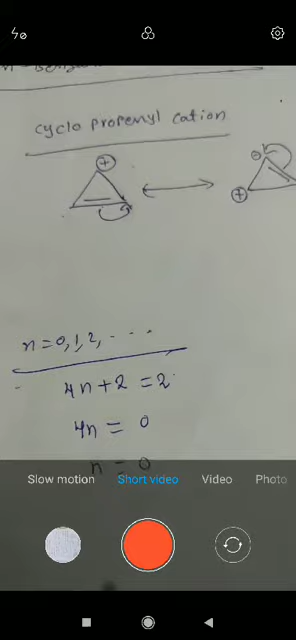 cyclo propenyl cation
+
+
n = 0, 1, 2, - - - -
4n + 2 = 2
4n = 0
n = 0
Slow motion Short video Video Photo